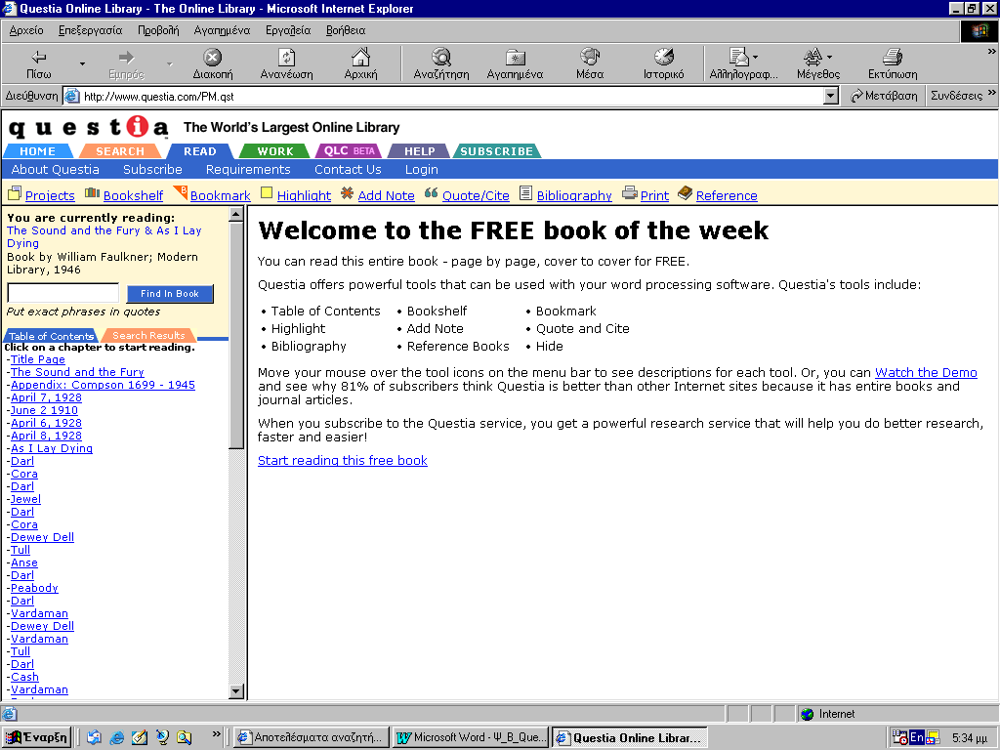 Questia Online Library - The Online Library - Microsoft Internet Explorer
Αρχείο Επεξεργασία Προβολή Αγαπημένα Εργαλεία Βοήθεια
Πίσω Εμπρός Διακοπή Ανανέωση Αρχική Αναζήτηση Αγαπημένα Μέσα Ιστορικό Αλληλογραφ... Μέγεθος Εκτύπωση
Διεύθυνση http://www.questia.com/PM.qst Μετάβαση Συνδέσεις
questia The World's Largest Online Library
HOME SEARCH READ WORK QLC BETA HELP SUBSCRIBE
About Questia Subscribe Requirements Contact Us Login
Projects Bookshelf Bookmark Highlight Add Note Quote/Cite Bibliography Print Reference
You are currently reading:
The Sound and the Fury & As I Lay
Dying
Book by William Faulkner; Modern
Library, 1946
Find In Book
Put exact phrases in quotes
Table of Contents Search Results
Click on a chapter to start reading.
-Title Page
-The Sound and the Fury
-Appendix: Compson 1699 - 1945
-April 7, 1928
-June 2 1910
-April 6, 1928
-April 8, 1928
-As I Lay Dying
-Darl
-Cora
-Darl
-Jewel
-Darl
-Cora
-Dewey Dell
-Tull
-Anse
-Darl
-Peabody
-Darl
-Vardaman
-Dewey Dell
-Vardaman
-Tull
-Darl
-Cash
-Vardaman
Welcome to the FREE book of the week
You can read this entire book - page by page, cover to cover for FREE.
Questia offers powerful tools that can be used with your word processing software. Questia's tools include:
• Table of Contents • Bookshelf • Bookmark
• Highlight • Add Note • Quote and Cite
• Bibliography • Reference Books • Hide
Move your mouse over the tool icons on the menu bar to see descriptions for each tool. Or, you can Watch the Demo
and see why 81% of subscribers think Questia is better than other Internet sites because it has entire books and
journal articles.
When you subscribe to the Questia service, you get a powerful research service that will help you do better research,
faster and easier!
Start reading this free book
Internet
Έναρξη Αποτελέσματα αναζητή... Microsoft Word - Ψ_Β_Que... Questia Online Librar... En 5:34 μμ